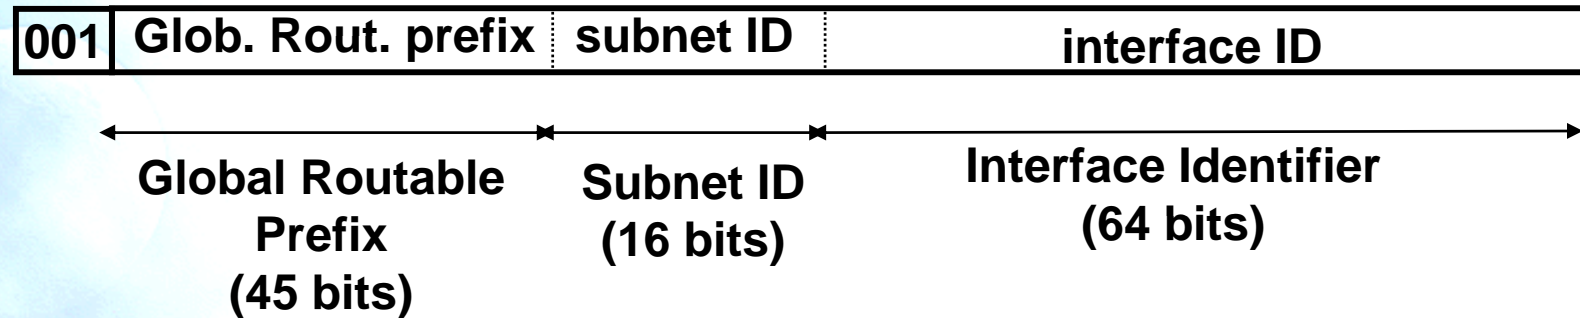 001 Glob. Rout. prefix subnet ID interface ID
Global Routable
Prefix
(45 bits)
Subnet ID
(16 bits)
Interface Identifier
(64 bits)